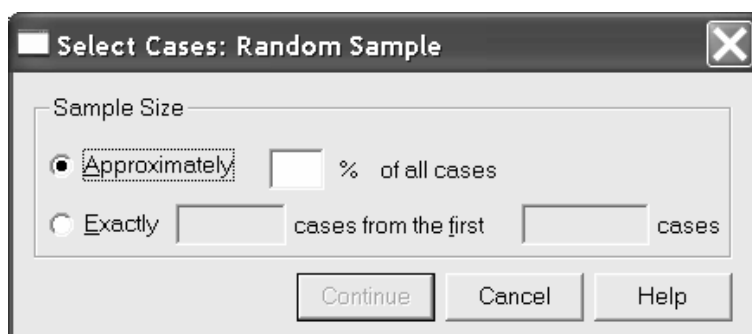 Select Cases: Random Sample
Sample Size
Approximately % of all cases
Exactly cases from the first cases
Continue Cancel Help